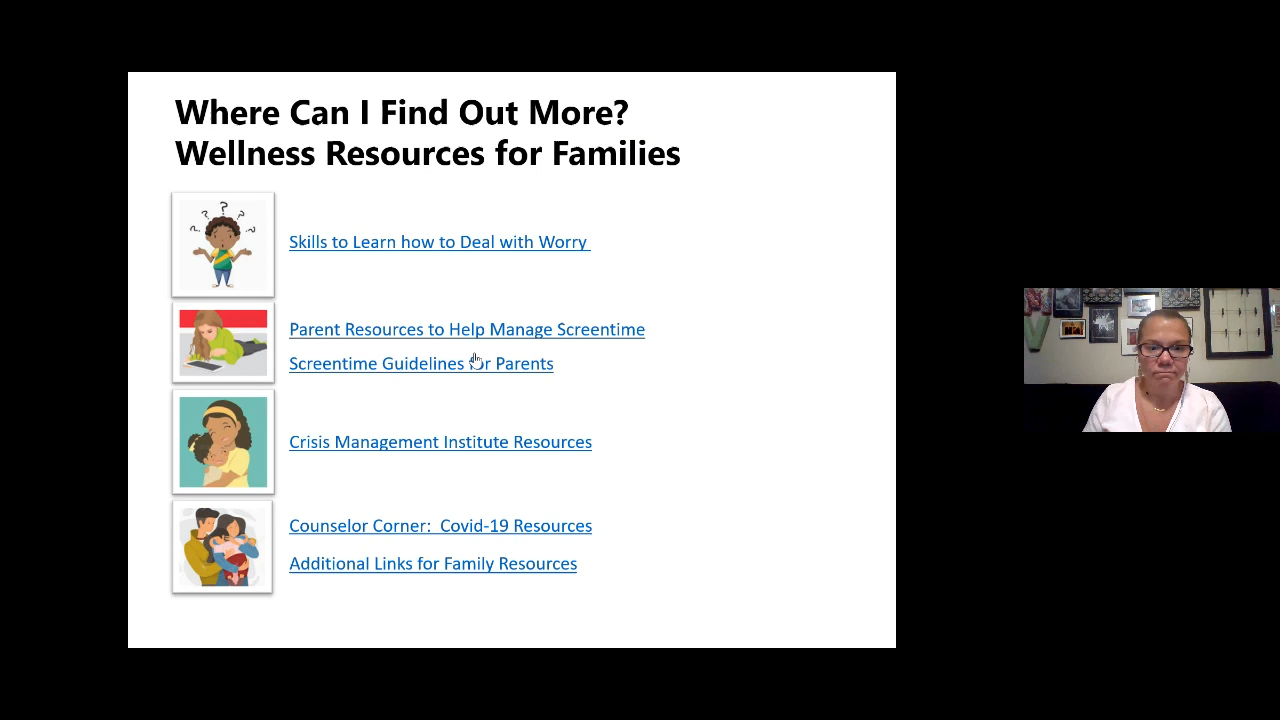 Where Can I Find Out More?
Wellness Resources for Families
Skills to Learn how to Deal with Worry
Parent Resources to Help Manage Screentime
Screentime Guidelines for Parents
Crisis Management Institute Resources
Counselor Corner:  Covid-19 Resources
Additional Links for Family Resources